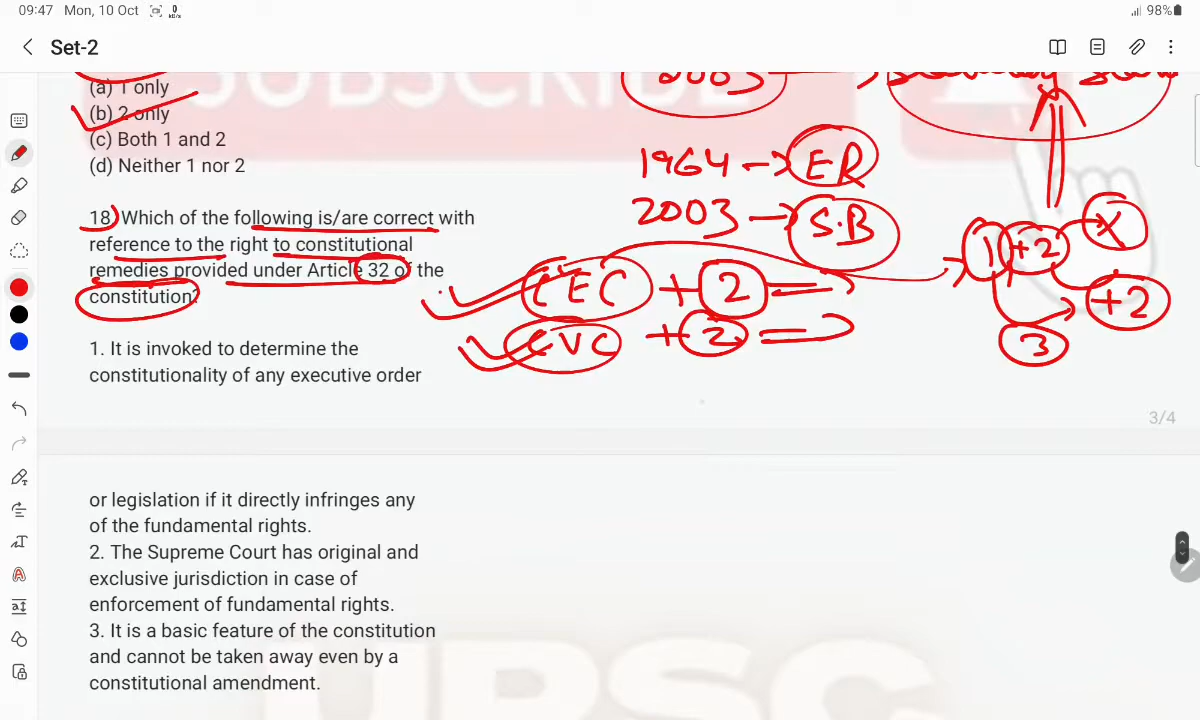 09:47 Mon, 10 Oct 0 kB/s 98%
Set-2
SUBSCRIBE
(a) 1 only
(b) 2 only
(c) Both 1 and 2
(d) Neither 1 nor 2
2003
1964 → ER
2003 → S.B
18) Which of the following is/are correct with
reference to the right to constitutional
remedies provided under Article 32 of the
constitution?
CEC + 2 =
CVC + 2 =
1 +2 X
+2
3
1. It is invoked to determine the
constitutionality of any executive order
3/4
or legislation if it directly infringes any
of the fundamental rights.
2. The Supreme Court has original and
exclusive jurisdiction in case of
enforcement of fundamental rights.
3. It is a basic feature of the constitution
and cannot be taken away even by a
constitutional amendment.
UPSC